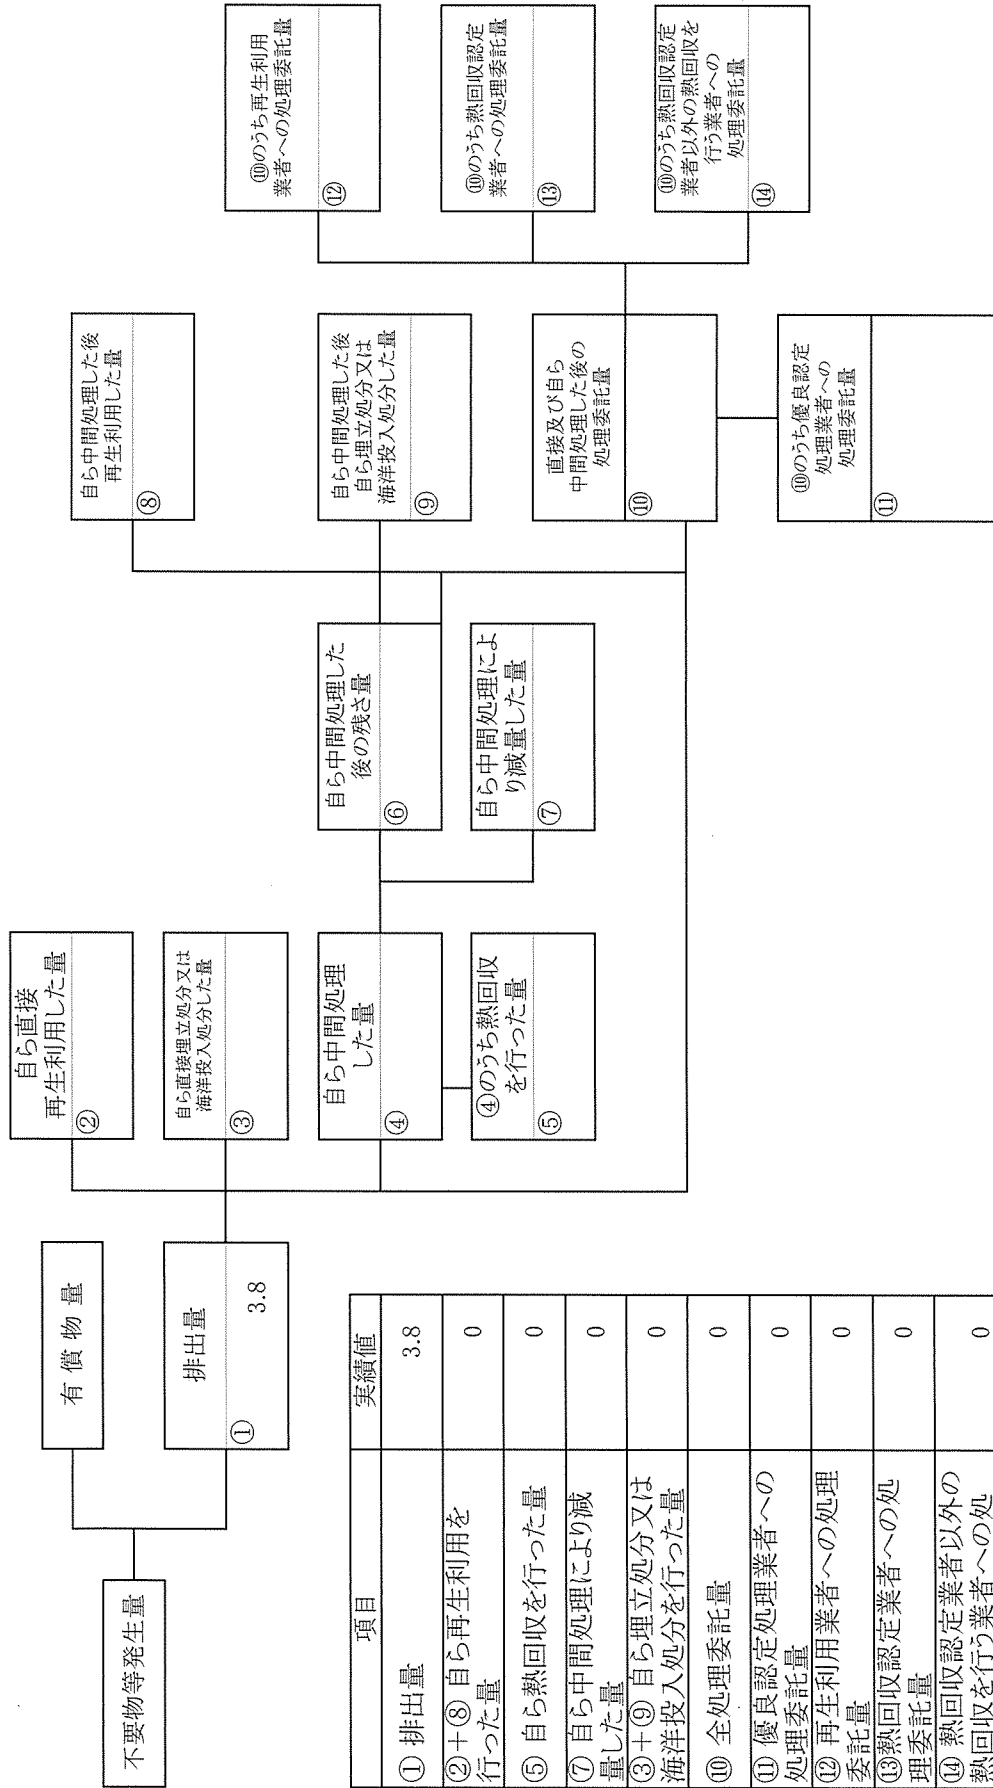 不要物等発生量
有償物量
排出量
①
3.8
自ら直接
再生利用した量
②
自ら直接埋立処分又は
海洋投入処分した量
③
自ら中間処理
した量
④
④のうち熱回収
を行った量
⑤
自ら中間処理した
後の残さ量
⑥
自ら中間処理によ
り減量した量
⑦
自ら中間処理した後
再生利用した量
⑧
自ら中間処理した後
自ら埋立処分又は
海洋投入処分した量
⑨
直接及び自ら
中間処理した後の
処理委託量
⑩
⑩のうち優良認定
処理業者への
処理委託量
⑪
⑩のうち再生利用
業者への処理委託量
⑫
⑩のうち熱回収認定
業者への処理委託量
⑬
⑩のうち熱回収認定
業者以外の熱回収を
行う業者への
処理委託量
⑭
項目 実績値
① 排出量 3.8
②+⑧ 自ら再生利用を
行った量 0
⑤ 自ら熱回収を行った量 0
⑦ 自ら中間処理により減
量した量 0
③+⑨ 自ら埋立処分又は
海洋投入処分を行った量 0
⑩ 全処理委託量 0
⑪ 優良認定処理業者への
処理委託量 0
⑫ 再生利用業者への処理
委託量 0
⑬熱回収認定業者への処
理委託量 0
⑭ 熱回収認定業者以外の
熱回収を行う業者への処 0